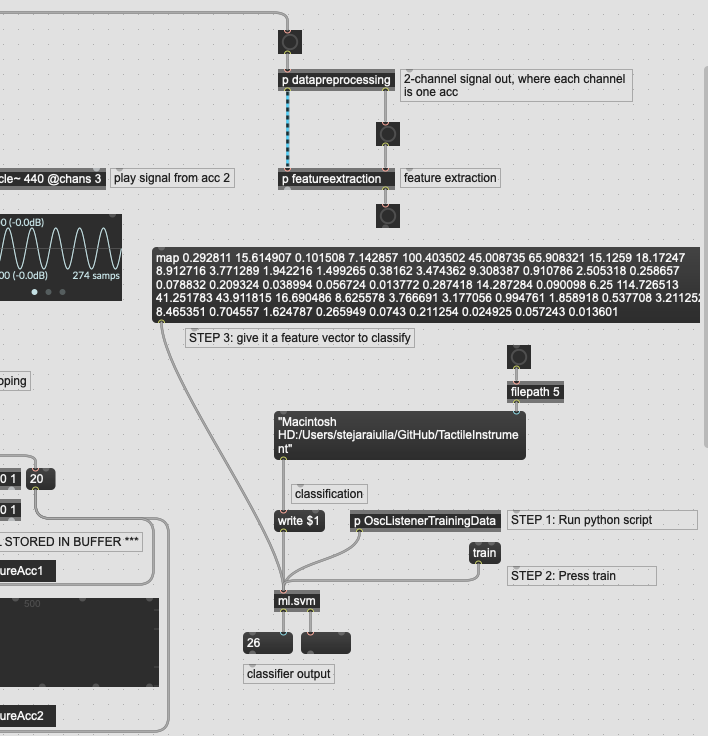 p datapreprocessing
2-channel signal out, where each channel
is one acc
cle~ 440 @chans 3
play signal from acc 2
p featureextraction
feature extraction
0 (-0.0dB)
00 (-0.0dB)
274 samps
map 0.292811 15.614907 0.101508 7.142857 100.403502 45.008735 65.908321 15.1259 18.17247
8.912716 3.771289 1.942216 1.499265 0.38162 3.474362 9.308387 0.910786 2.505318 0.258657
0.078832 0.209324 0.038994 0.056724 0.013772 0.287418 14.287284 0.090098 6.25 114.726513
41.251783 43.911815 16.690486 8.625578 3.766691 3.177056 0.994761 1.858918 0.537708 3.211252
8.465351 0.704557 1.624787 0.265949 0.0743 0.211254 0.024925 0.057243 0.013601
STEP 3: give it a feature vector to classify
oping
filepath 5
"Macintosh
HD:/Users/stejaraiulia/GitHub/TactileInstrume
nt"
0 1
20
classification
0 1
write $1
p OscListenerTrainingData
STEP 1: Run python script
STORED IN BUFFER ***
train
ureAcc1
STEP 2: Press train
500
ml.svm
26
classifier output
ureAcc2